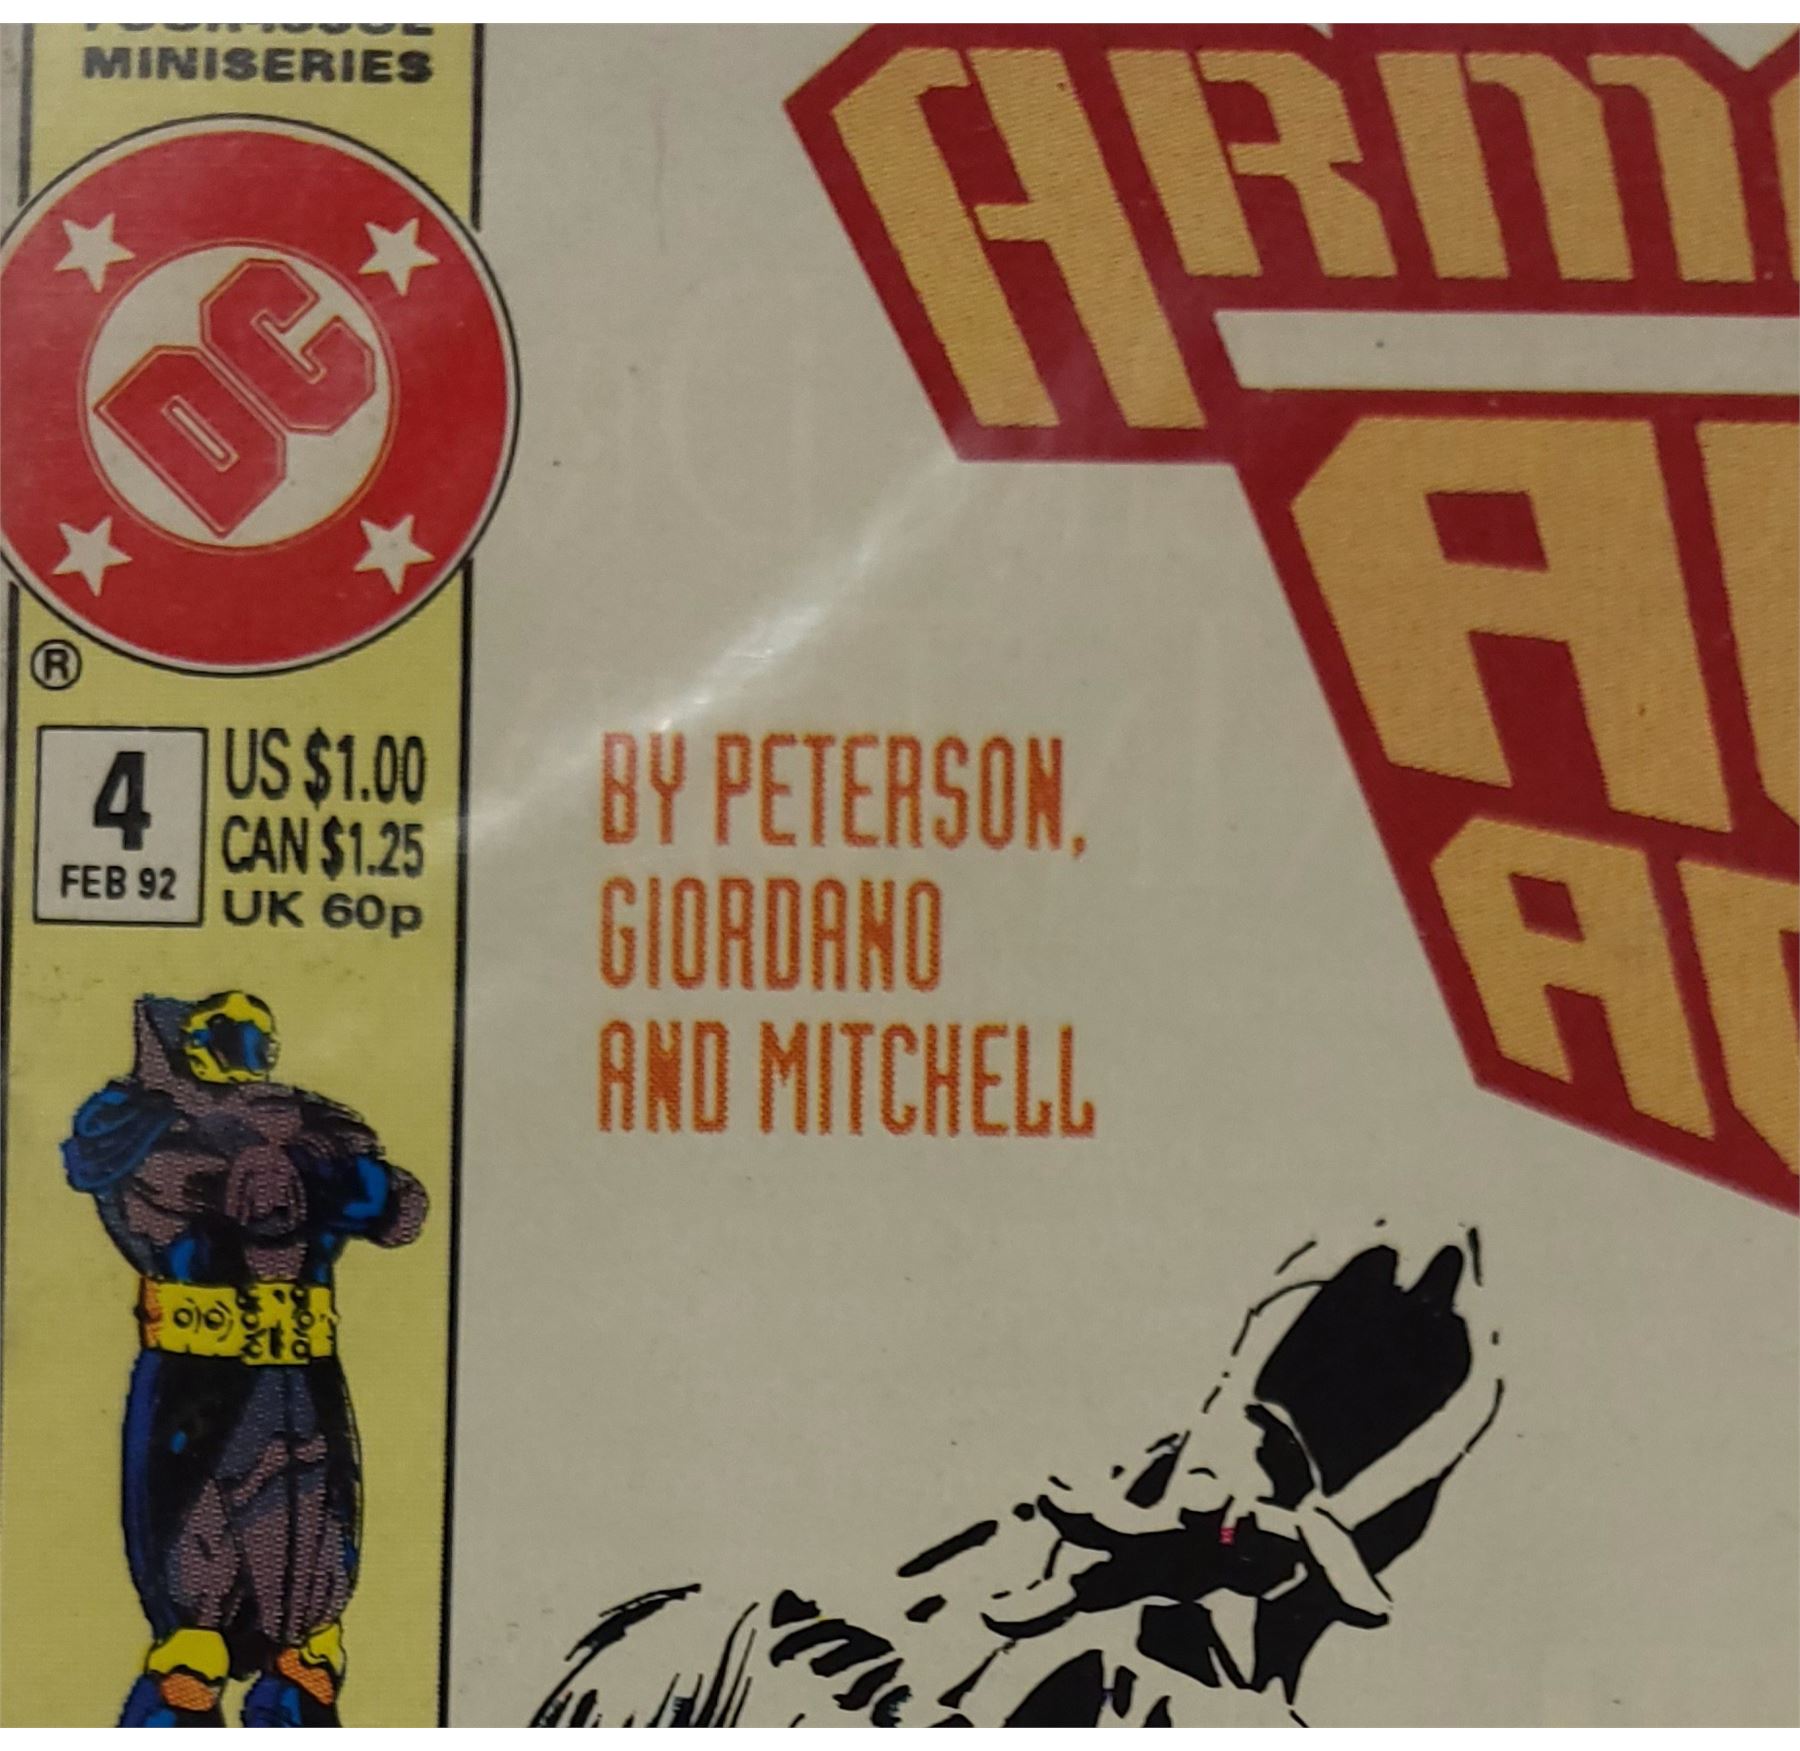 MINISERIES
DC
®
4
FEB 92
US $1.00
CAN $1.25
UK 60p
BY PETERSON,
GIORDANO
AND MITCHELL